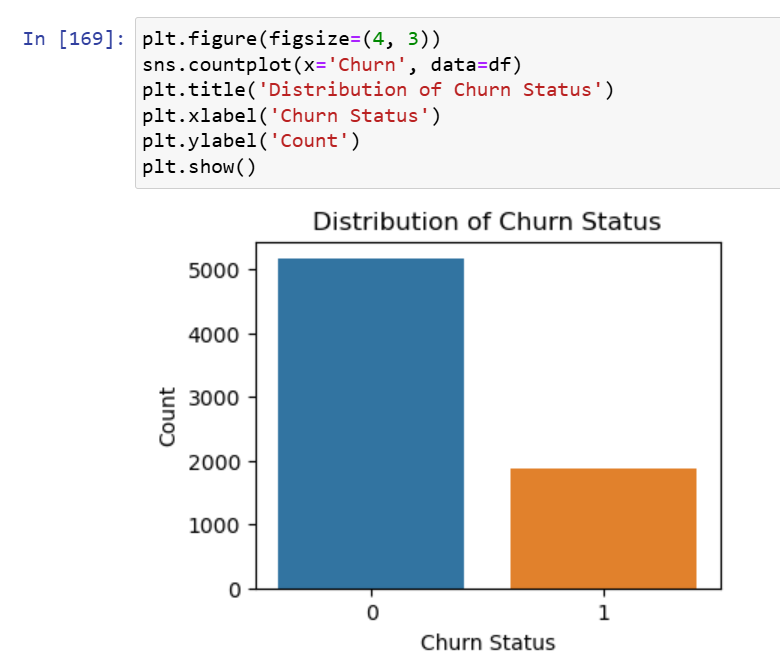 In [169]: plt.figure(figsize=(4, 3))
sns.countplot(x='Churn', data=df)
plt.title('Distribution of Churn Status')
plt.xlabel('Churn Status')
plt.ylabel('Count')
plt.show()
Distribution of Churn Status
Count
5000
4000
3000
2000
1000
0
0 1
Churn Status